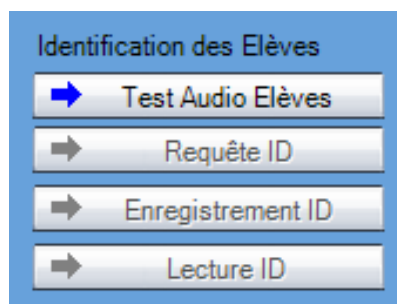 Identification des Elèves
Test Audio Elèves
Requête ID
Enregistrement ID
Lecture ID